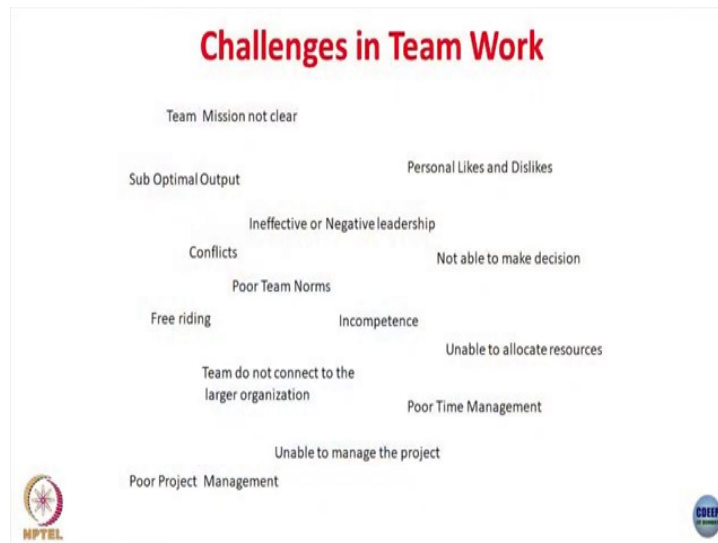 Challenges in Team Work
Team Mission not clear
Personal Likes and Dislikes
Sub Optimal Output
Ineffective or Negative leadership
Conflicts
Not able to make decision
Poor Team Norms
Free riding
Incompetence
Unable to allocate resources
Team do not connect to the
larger organization
Poor Time Management
Unable to manage the project
Poor Project Management
NPTEL
CDEEP